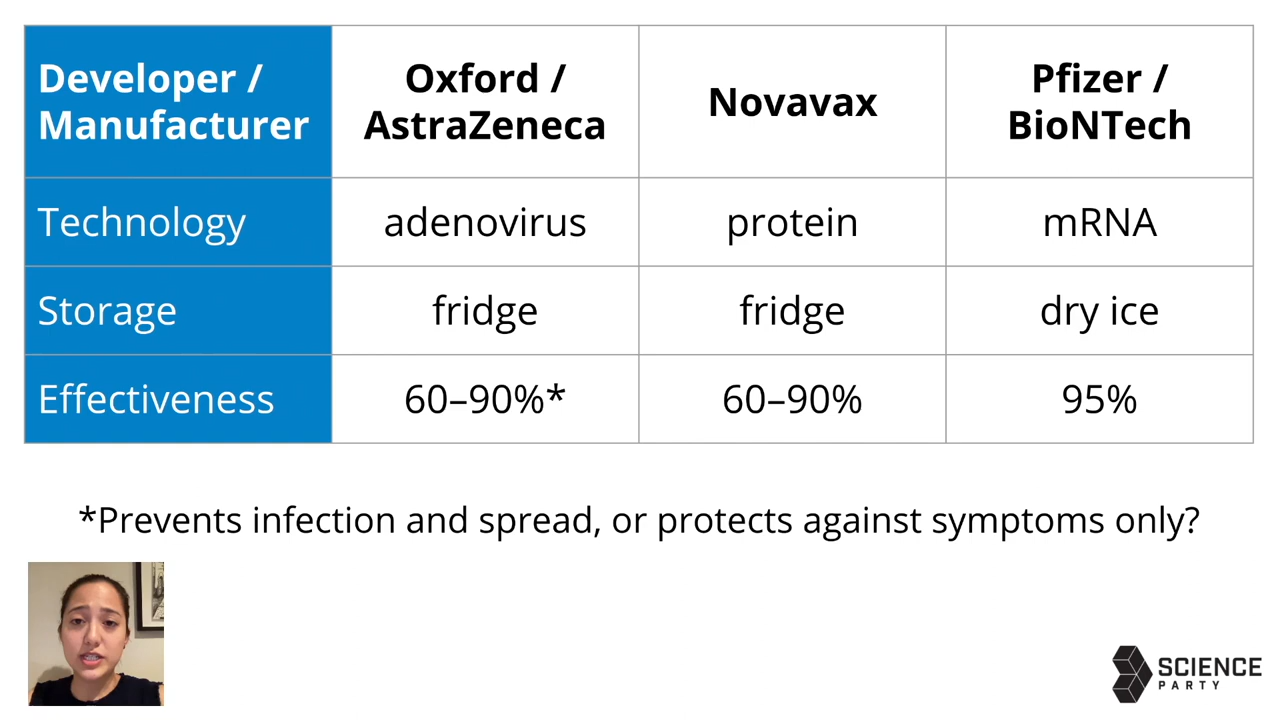 Developer / Manufacturer Oxford / AstraZeneca Novavax Pfizer / BioNTech
Technology adenovirus protein mRNA
Storage fridge fridge dry ice
Effectiveness 60–90%* 60–90% 95%
*Prevents infection and spread, or protects against symptoms only?
SCIENCE
PARTY